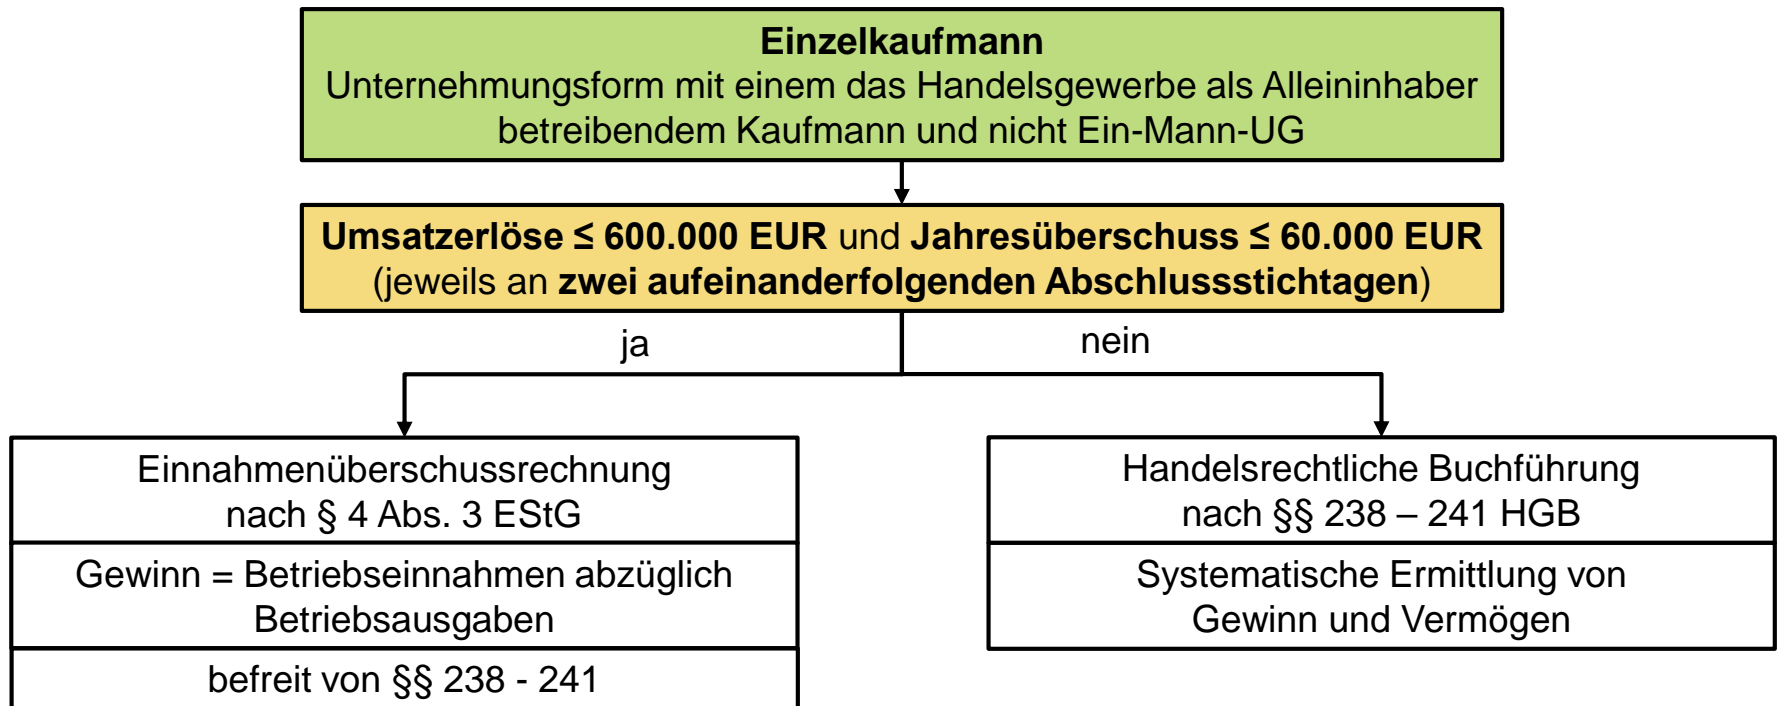 Einzelkaufmann
Unternehmungsform mit einem das Handelsgewerbe als Alleininhaber
betreibendem Kaufmann und nicht Ein-Mann-UG
Umsatzerlöse ≤ 600.000 EUR und Jahresüberschuss ≤ 60.000 EUR
(jeweils an zwei aufeinanderfolgenden Abschlussstichtagen)
ja
nein
Einnahmenüberschussrechnung
nach § 4 Abs. 3 EStG
Gewinn = Betriebseinnahmen abzüglich
Betriebsausgaben
befreit von §§ 238 - 241
Handelsrechtliche Buchführung
nach §§ 238 – 241 HGB
Systematische Ermittlung von
Gewinn und Vermögen